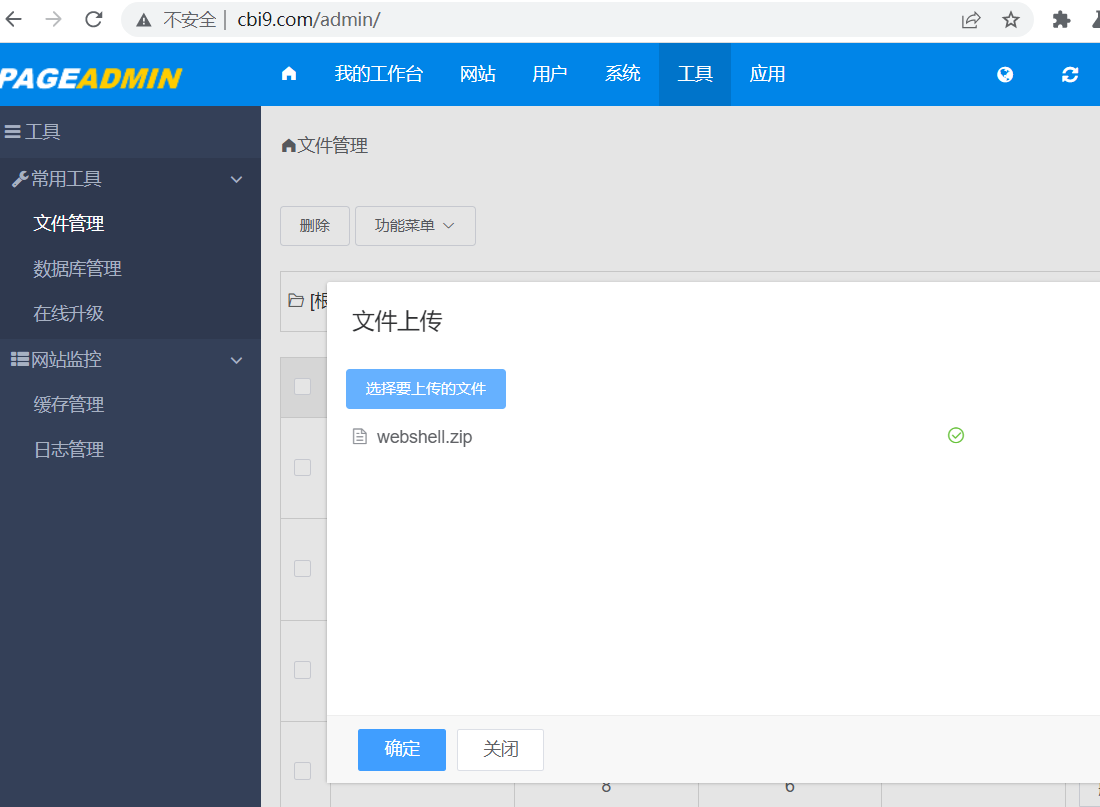 不安全 | cbi9.com/admin/
PAGEADMIN
我的工作台 网站 用户 系统 工具 应用
工具
常用工具
文件管理
数据库管理
在线升级
网站监控
缓存管理
日志管理
文件管理
删除 功能菜单
[根
文件上传
选择要上传的文件
webshell.zip
确定 关闭
8 6